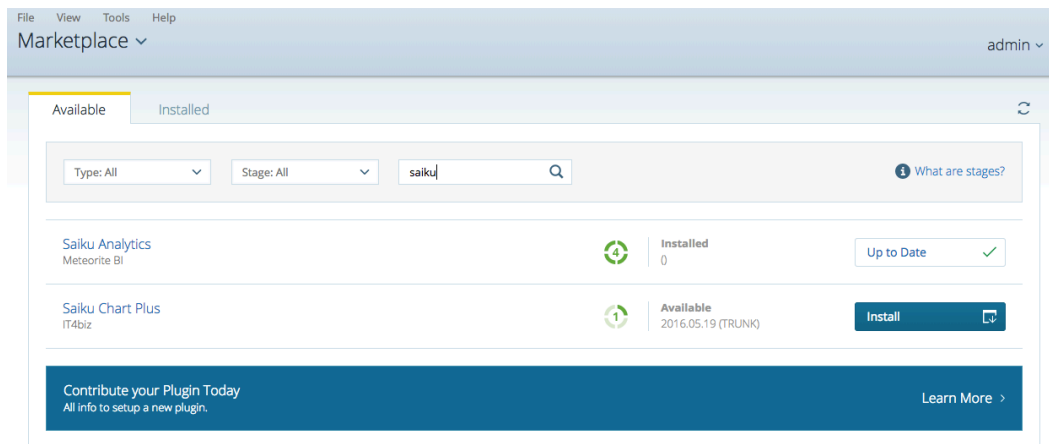 File View Tools Help
Marketplace
admin
Available Installed
Type: All Stage: All saiku What are stages?
Saiku Analytics
Meteorite BI
4
Installed
0
Up to Date
Saiku Chart Plus
IT4biz
1
Available
2016.05.19 (TRUNK)
Install
Contribute your Plugin Today
All info to setup a new plugin.
Learn More